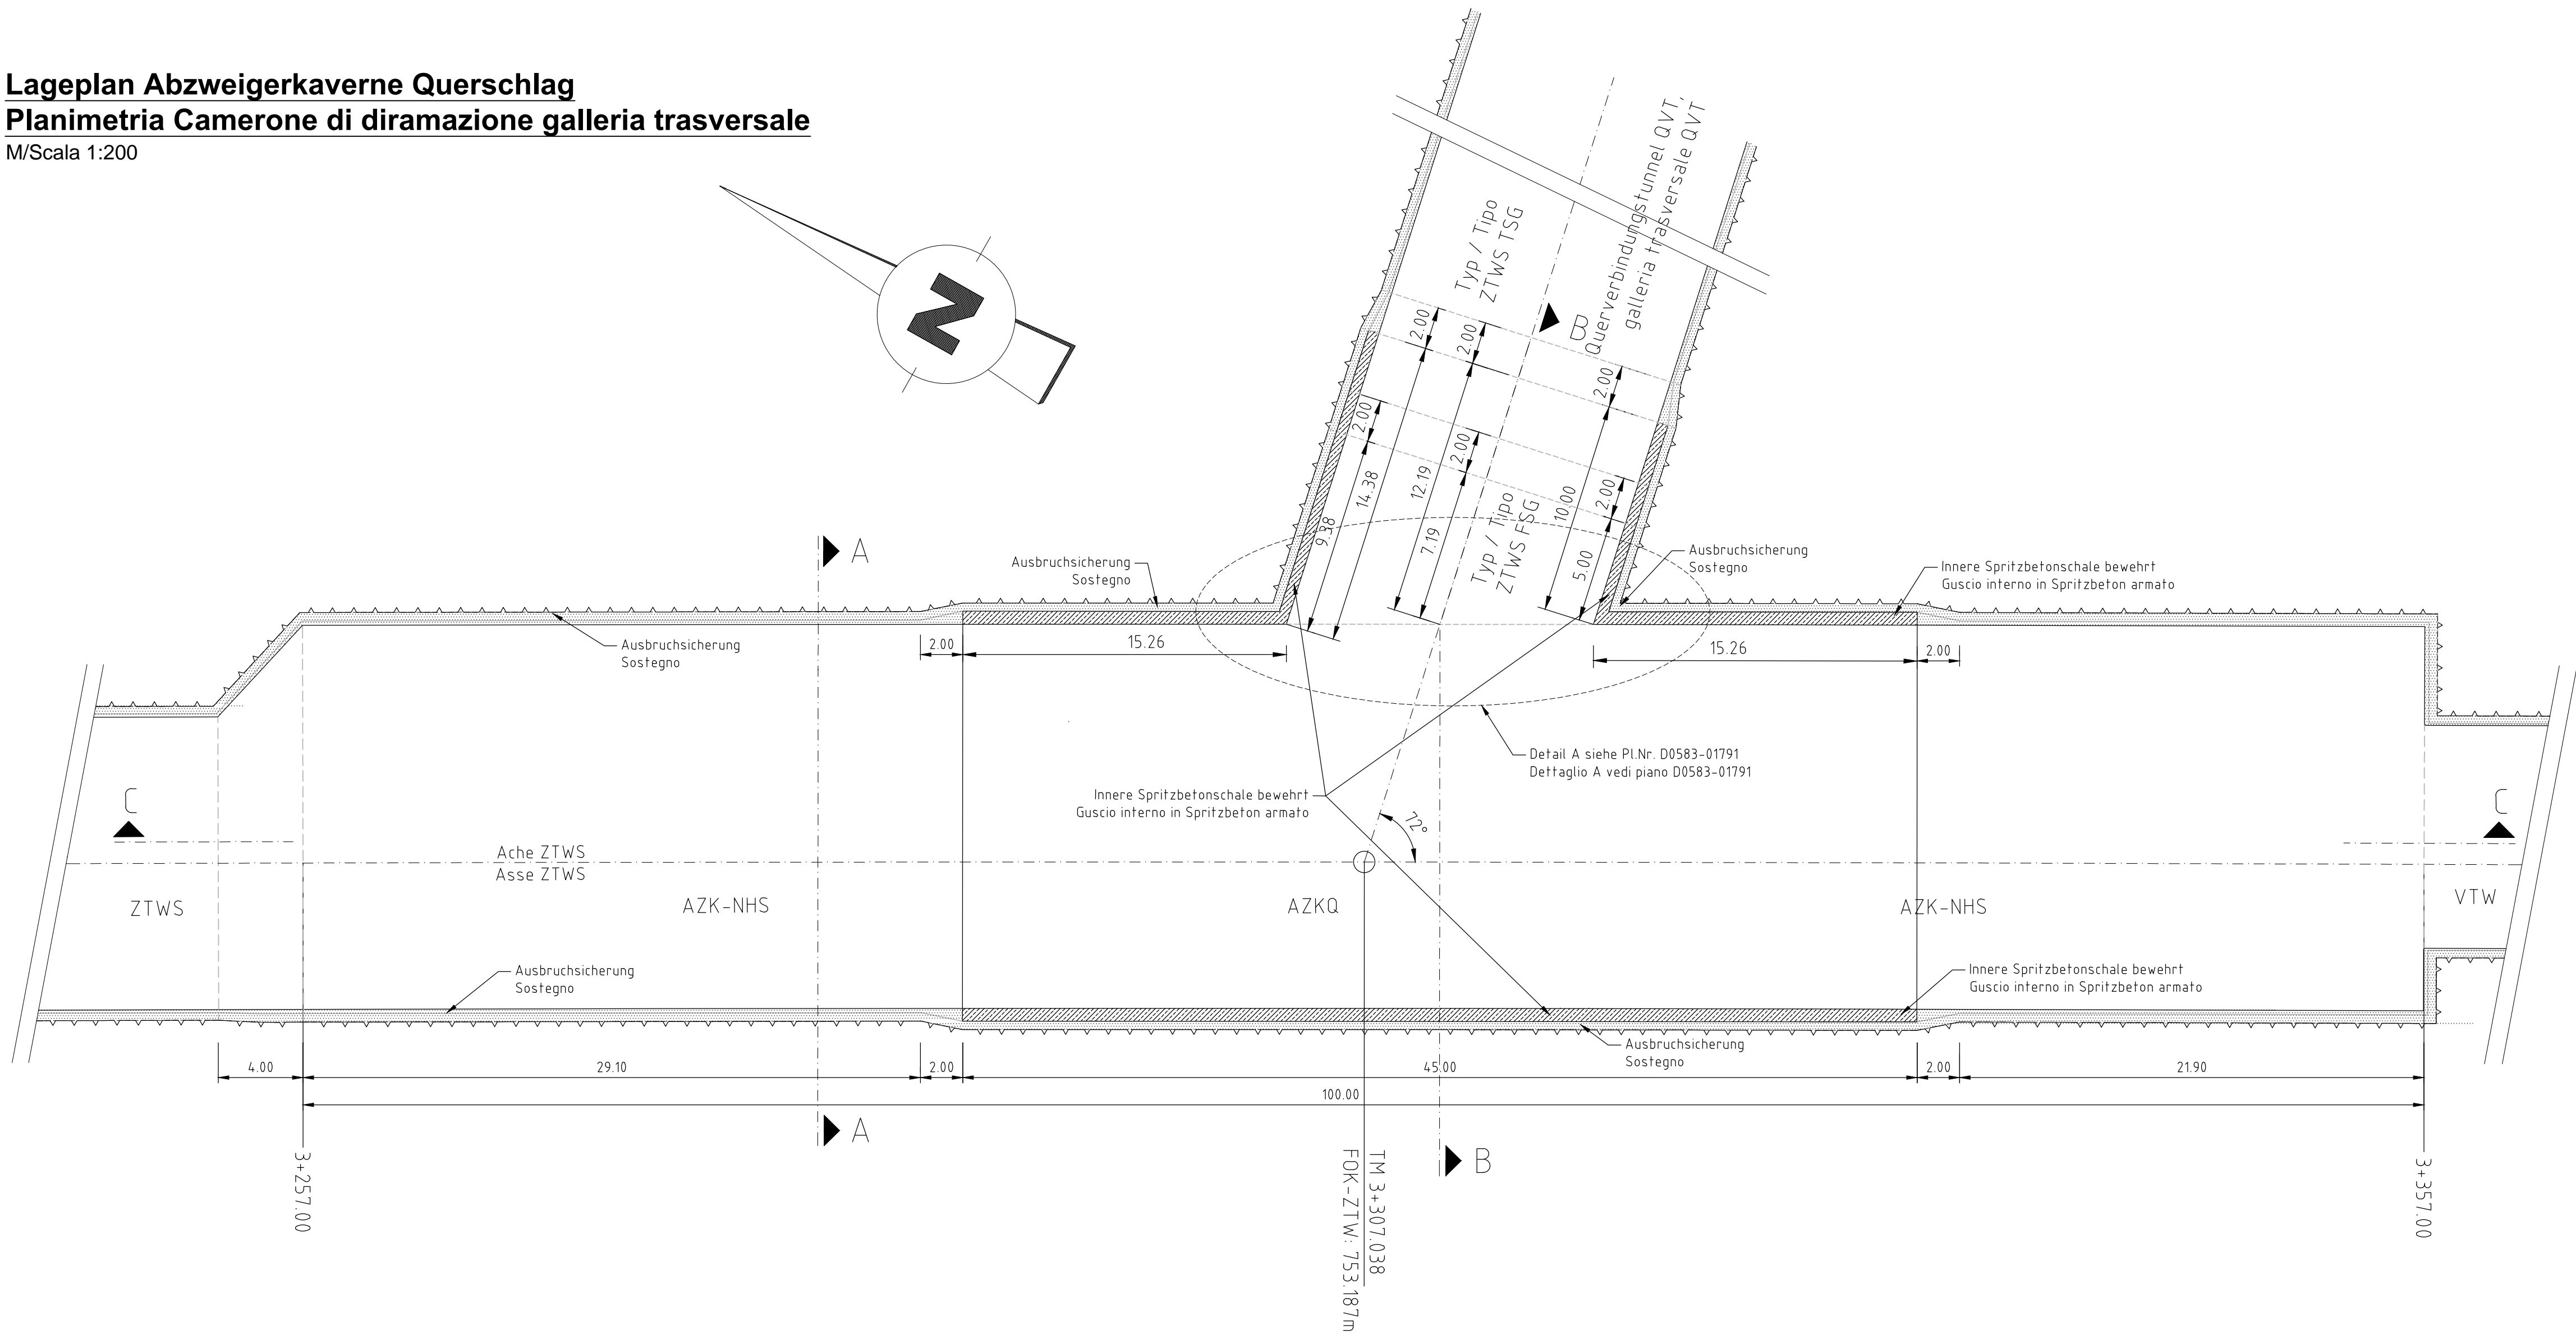 Lageplan Abzweigerkaverne Querschlag
Planimetria Camerone di diramazione galleria trasversale
M/Scala 1:200
N
Querverbindungstunnel QVT,
galleria trasversale QVT
Typ / Tipo
ZTWS TSG
B
2.00
2.00
2.00
2.00
2.00
2.00
14.38
12.19
10.00
9.38
7.19
5.00
Typ / Tipo
ZTWS FSG
A
Ausbruchsicherung
Sostegno
Ausbruchsicherung
Sostegno
Innere Spritzbetonschale bewehrt
Guscio interno in Spritzbeton armato
Ausbruchsicherung
Sostegno
2.00
15.26
15.26
2.00
Detail A siehe Pl.Nr. D0583-01791
Dettaglio A vedi piano D0583-01791
Innere Spritzbetonschale bewehrt
Guscio interno in Spritzbeton armato
C
C
72°
Ache ZTWS
Asse ZTWS
ZTWS
AZK-NHS
AZKQ
AZK-NHS
VTW
Ausbruchsicherung
Sostegno
Innere Spritzbetonschale bewehrt
Guscio interno in Spritzbeton armato
Ausbruchsicherung
Sostegno
4.00
29.10
2.00
45.00
2.00
21.90
100.00
A
B
3+257.00
TM 3+307.038
FOK-ZTW: 753.187m
3+357.00